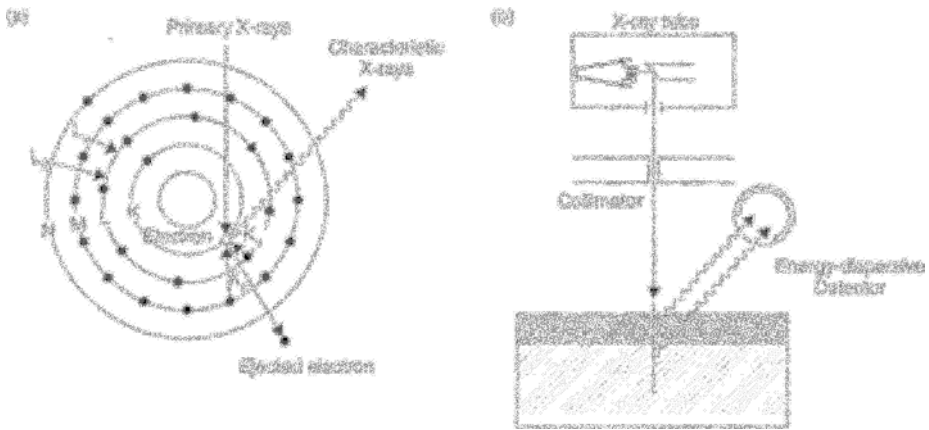 (a)
Primary X-rays
Characteristic
X-rays
L
L
K
M
N
Electron
Ejected electron
(b)
X-ray tube
Collimator
Energy-dispersive
Detector